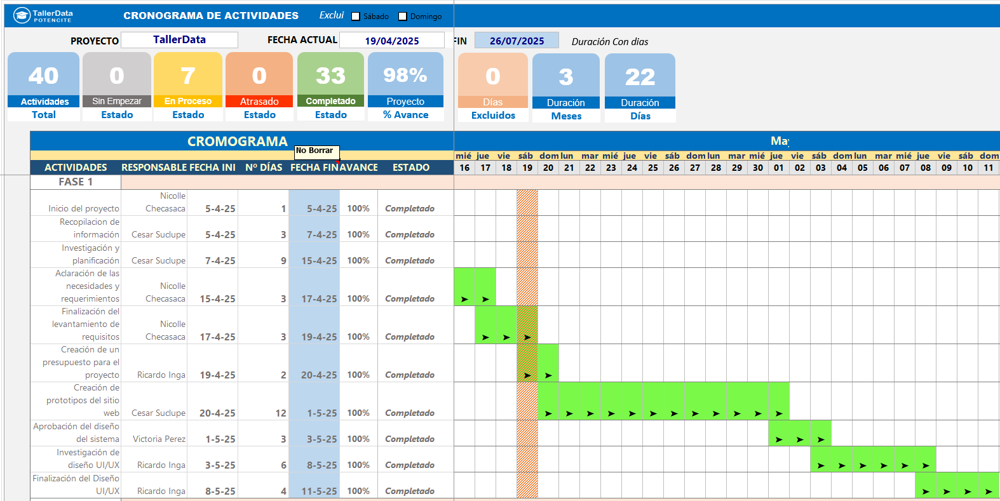 TallerData
POTENCITE
CRONOGRAMA DE ACTIVIDADES
Exclui
Sábado
Domingo
PROYECTO
TallerData
FECHA ACTUAL
19/04/2025
FIN
26/07/2025
Duración Con dias
40
Actividades
Total
0
Sin Empezar
Estado
7
En Proceso
Estado
0
Atrasado
Estado
33
Completado
Estado
98%
Proyecto
% Avance
0
Días
Excluidos
3
Duración
Meses
22
Duración
Días
CROMOGRAMA
May
No Borrar
mié jue vie sáb dom lun mar mié jue vie sáb dom lun mar mié jue vie sáb dom lun mar mié jue vie sáb dom
ACTIVIDADES RESPONSABLE FECHA INI Nº DÍAS FECHA FIN AVANCE ESTADO
16 17 18 19 20 21 22 23 24 25 26 27 28 29 30 01 02 03 04 05 06 07 08 09 10 11
FASE 1
Nicolle
Inicio del proyecto Checasaca 5-4-25 1 5-4-25 100% Completado
Recopilacion de
información Cesar Suclupe 5-4-25 3 7-4-25 100% Completado
Investigación y
planificación Cesar Suclupe 7-4-25 9 15-4-25 100% Completado
Aclaración de las
necesidades y Nicolle
requerimientos Checasaca 15-4-25 3 17-4-25 100% Completado
Finalización del
levantamiento de Nicolle
requisitos Checasaca 17-4-25 3 19-4-25 100% Completado
Creación de un
presupuesto para el
proyecto Ricardo Inga 19-4-25 2 20-4-25 100% Completado
Creación de
prototipos del sitio
web Cesar Suclupe 20-4-25 12 1-5-25 100% Completado
Aprobación del diseño
del sistema Victoria Perez 1-5-25 3 3-5-25 100% Completado
Investigación de
diseño UI/UX Ricardo Inga 3-5-25 6 8-5-25 100% Completado
Finalización del Diseño
UI/UX Ricardo Inga 8-5-25 4 11-5-25 100% Completado